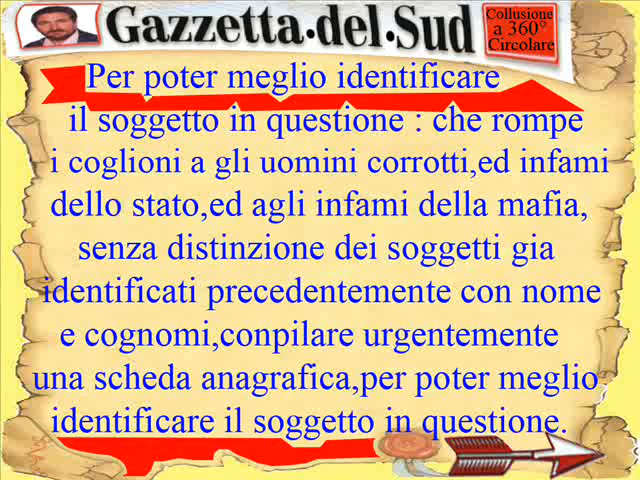 Gazzetta·del·Sud
Collusione
a 360°
Circolare
Per poter meglio identificare
il soggetto in questione : che rompe
i coglioni a gli uomini corrotti,ed infami
dello stato,ed agli infami della mafia,
senza distinzione dei soggetti gia
identificati precedentemente con nome
e cognomi,conpilare urgentemente
una scheda anagrafica,per poter meglio
identificare il soggetto in questione.